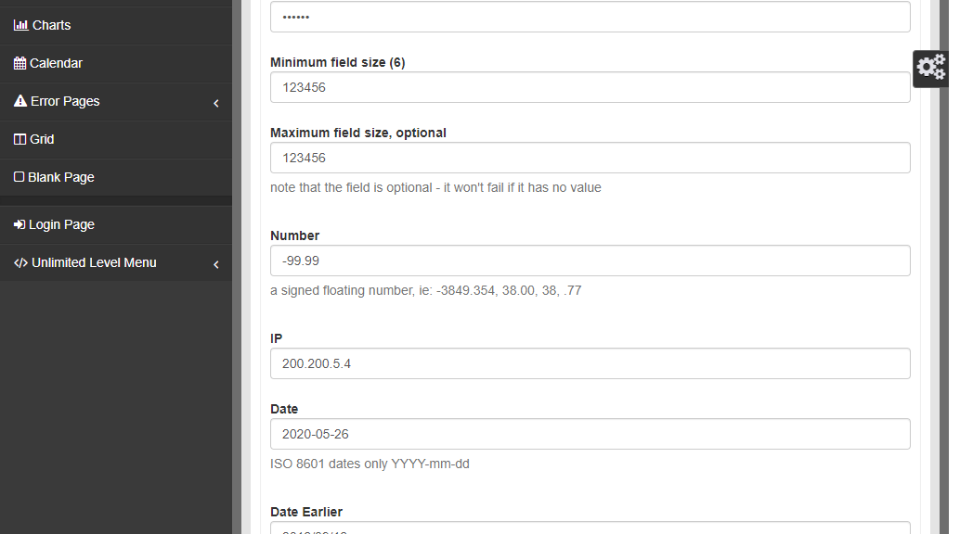 Charts
Calendar
Error Pages
Grid
Blank Page
Login Page
Unlimited Level Menu
••••••
Minimum field size (6)
123456
Maximum field size, optional
123456
note that the field is optional - it won't fail if it has no value
Number
-99.99
a signed floating number, ie: -3849.354, 38.00, 38, .77
IP
200.200.5.4
Date
2020-05-26
ISO 8601 dates only YYYY-mm-dd
Date Earlier